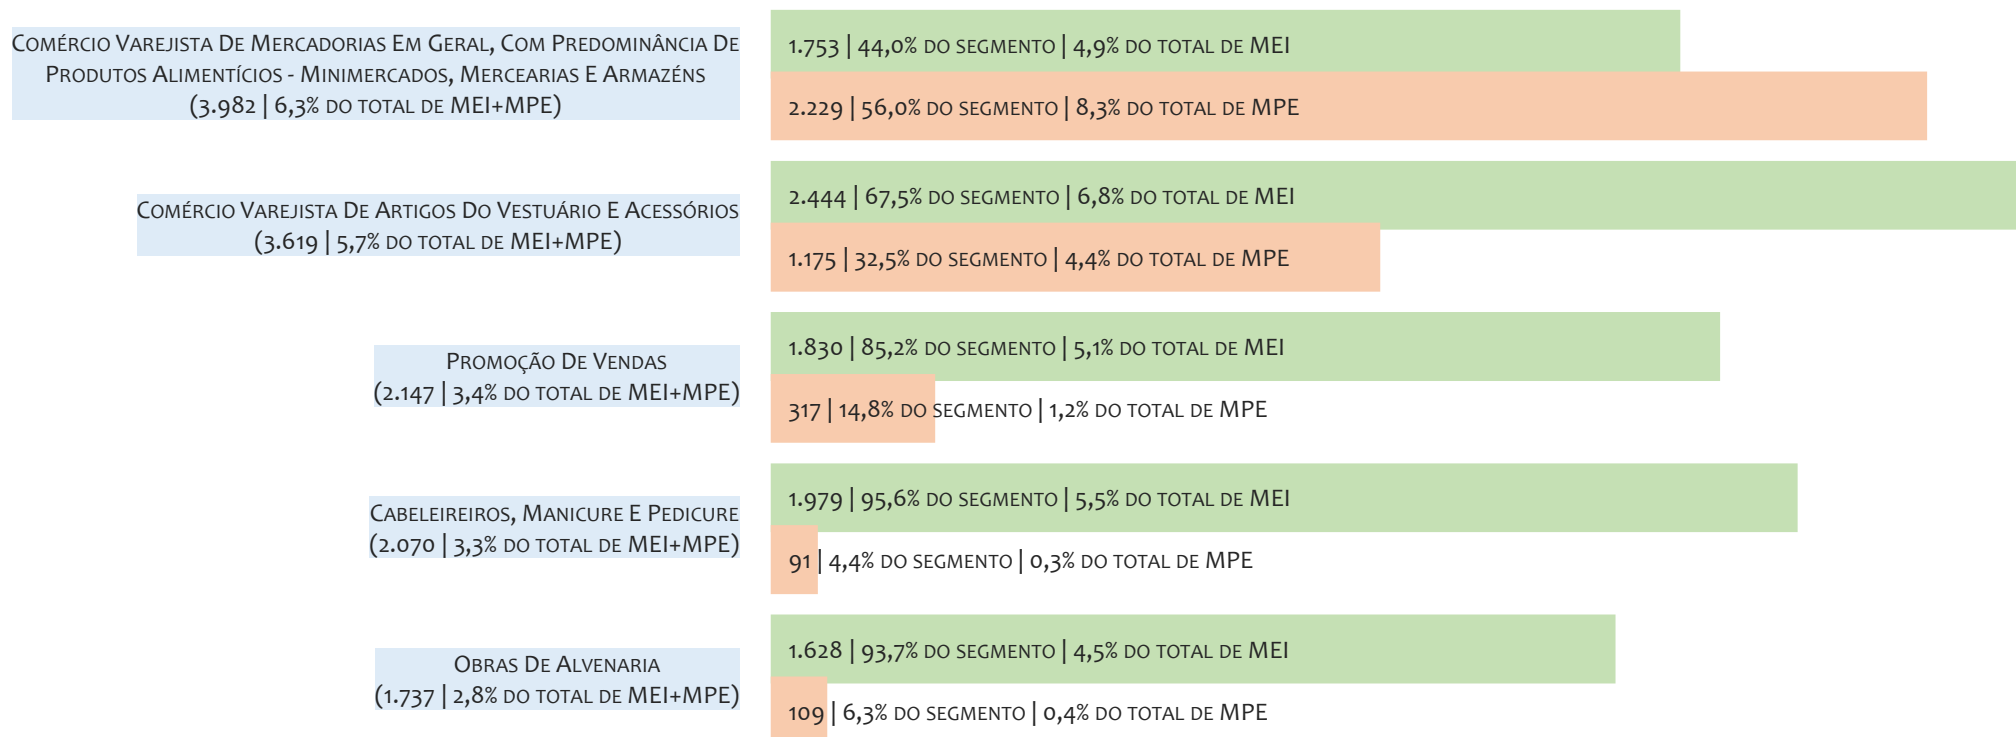 Comércio Varejista De Mercadorias Em Geral, Com Predominância De
Produtos Alimentícios - Minimercados, Mercearias E Armazéns
(3.982 | 6,3% do total de MEI+MPE)
1.753 | 44,0% do segmento | 4,9% do total de MEI
2.229 | 56,0% do segmento | 8,3% do total de MPE
Comércio Varejista De Artigos Do Vestuário E Acessórios
(3.619 | 5,7% do total de MEI+MPE)
2.444 | 67,5% do segmento | 6,8% do total de MEI
1.175 | 32,5% do segmento | 4,4% do total de MPE
Promoção De Vendas
(2.147 | 3,4% do total de MEI+MPE)
1.830 | 85,2% do segmento | 5,1% do total de MEI
317 | 14,8% do segmento | 1,2% do total de MPE
Cabeleireiros, Manicure E Pedicure
(2.070 | 3,3% do total de MEI+MPE)
1.979 | 95,6% do segmento | 5,5% do total de MEI
91 | 4,4% do segmento | 0,3% do total de MPE
Obras De Alvenaria
(1.737 | 2,8% do total de MEI+MPE)
1.628 | 93,7% do segmento | 4,5% do total de MEI
109 | 6,3% do segmento | 0,4% do total de MPE